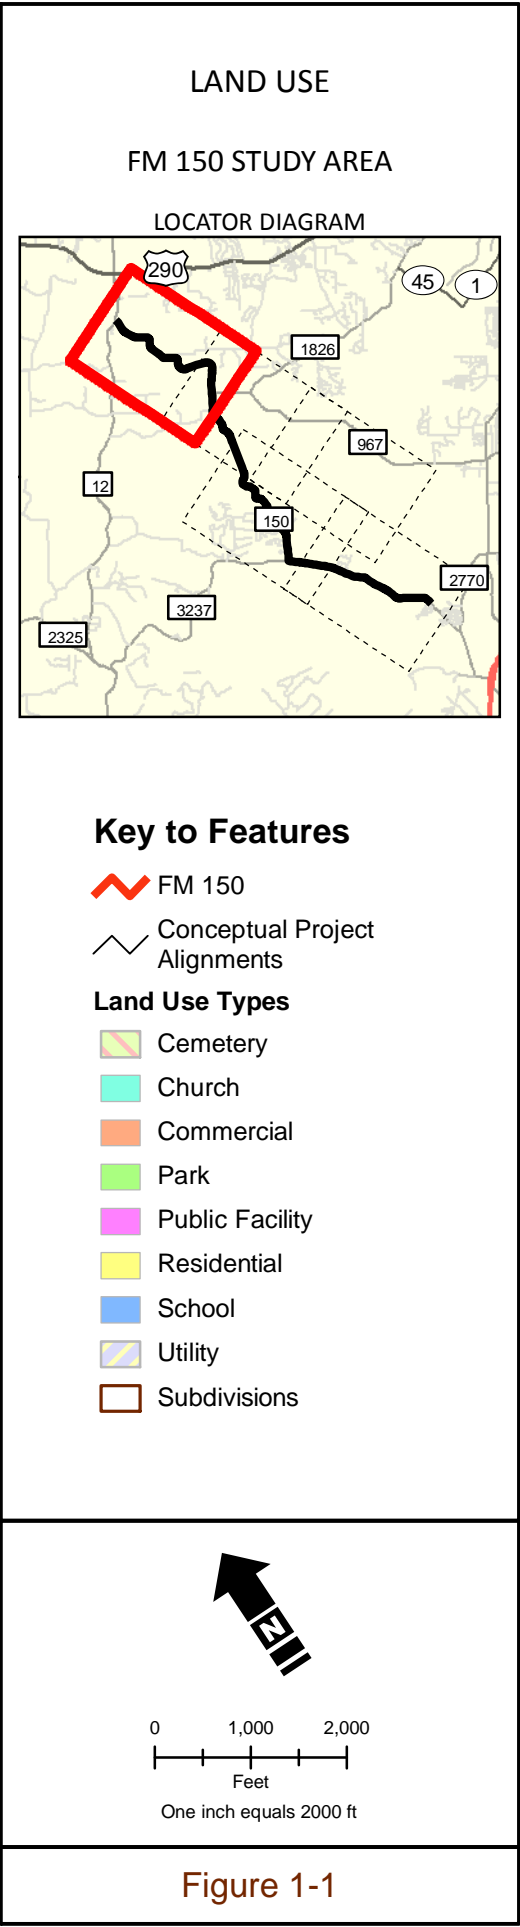 LAND USE
FM 150 STUDY AREA
LOCATOR DIAGRAM
290
45
1
1826
967
12
150
2770
3237
2325
Key to Features
FM 150
Conceptual Project
Alignments
Land Use Types
Cemetery
Church
Commercial
Park
Public Facility
Residential
School
Utility
Subdivisions
N
0 1,000 2,000
Feet
One inch equals 2000 ft
Figure 1-1